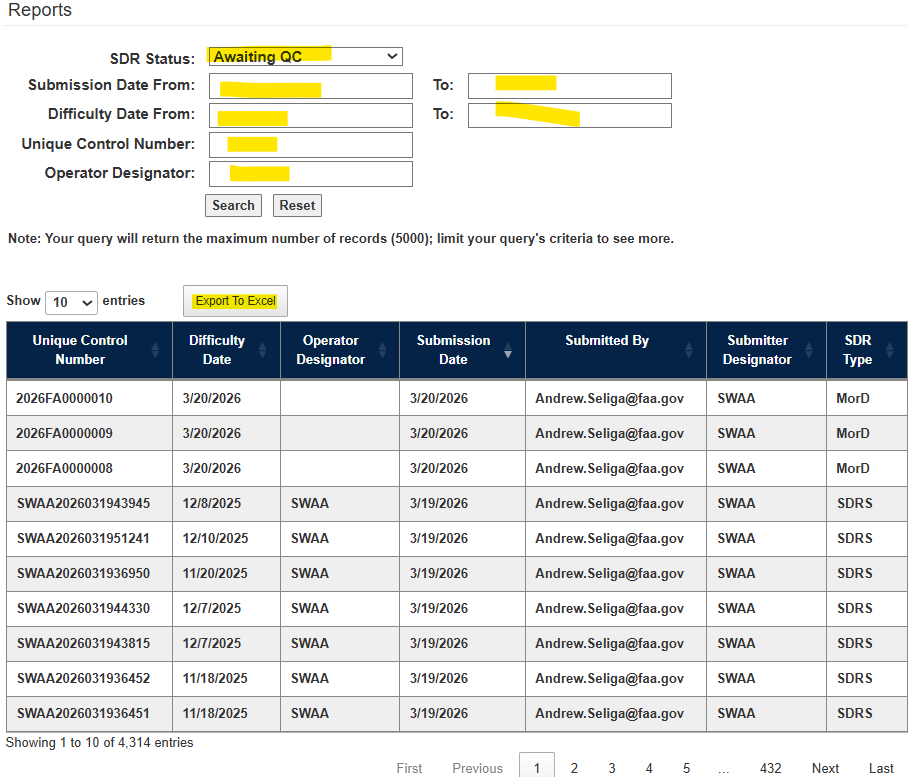 Reports
SDR Status: Awaiting QC
Submission Date From: To:
Difficulty Date From: To:
Unique Control Number:
Operator Designator:
Search Reset
Note: Your query will return the maximum number of records (5000); limit your query's criteria to see more.
Show 10 entries Export To Excel
Unique Control Number Difficulty Date Operator Designator Submission Date Submitted By Submitter Designator SDR Type
2026FA0000010 3/20/2026 3/20/2026 Andrew.Seliga@faa.gov SWAA MorD
2026FA0000009 3/20/2026 3/20/2026 Andrew.Seliga@faa.gov SWAA MorD
2026FA0000008 3/20/2026 3/20/2026 Andrew.Seliga@faa.gov SWAA MorD
SWAA2026031943945 12/8/2025 SWAA 3/19/2026 Andrew.Seliga@faa.gov SWAA SDRS
SWAA2026031951241 12/10/2025 SWAA 3/19/2026 Andrew.Seliga@faa.gov SWAA SDRS
SWAA2026031936950 11/20/2025 SWAA 3/19/2026 Andrew.Seliga@faa.gov SWAA SDRS
SWAA2026031944330 12/7/2025 SWAA 3/19/2026 Andrew.Seliga@faa.gov SWAA SDRS
SWAA2026031943815 12/7/2025 SWAA 3/19/2026 Andrew.Seliga@faa.gov SWAA SDRS
SWAA2026031936452 11/18/2025 SWAA 3/19/2026 Andrew.Seliga@faa.gov SWAA SDRS
SWAA2026031936451 11/18/2025 SWAA 3/19/2026 Andrew.Seliga@faa.gov SWAA SDRS
Showing 1 to 10 of 4,314 entries
First Previous 1 2 3 4 5 ... 432 Next Last